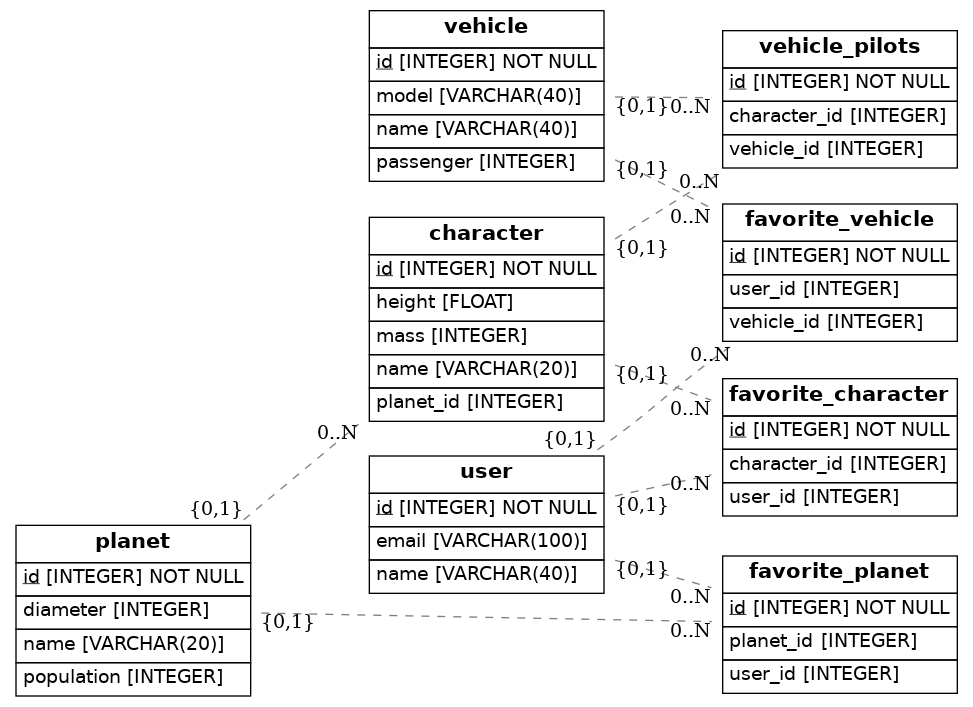 vehicle
id [INTEGER] NOT NULL
model [VARCHAR(40)]
name [VARCHAR(40)]
passenger [INTEGER]
vehicle_pilots
id [INTEGER] NOT NULL
character_id [INTEGER]
vehicle_id [INTEGER]
{0,1}
0..N
{0,1}
0..N
0..N
{0,1}
character
id [INTEGER] NOT NULL
height [FLOAT]
mass [INTEGER]
name [VARCHAR(20)]
planet_id [INTEGER]
favorite_vehicle
id [INTEGER] NOT NULL
user_id [INTEGER]
vehicle_id [INTEGER]
0..N
{0,1}
{0,1}
0..N
favorite_character
id [INTEGER] NOT NULL
character_id [INTEGER]
user_id [INTEGER]
0..N
{0,1}
user
id [INTEGER] NOT NULL
email [VARCHAR(100)]
name [VARCHAR(40)]
0..N
{0,1}
{0,1}
0..N
planet
id [INTEGER] NOT NULL
diameter [INTEGER]
name [VARCHAR(20)]
population [INTEGER]
{0,1}
0..N
favorite_planet
id [INTEGER] NOT NULL
planet_id [INTEGER]
user_id [INTEGER]